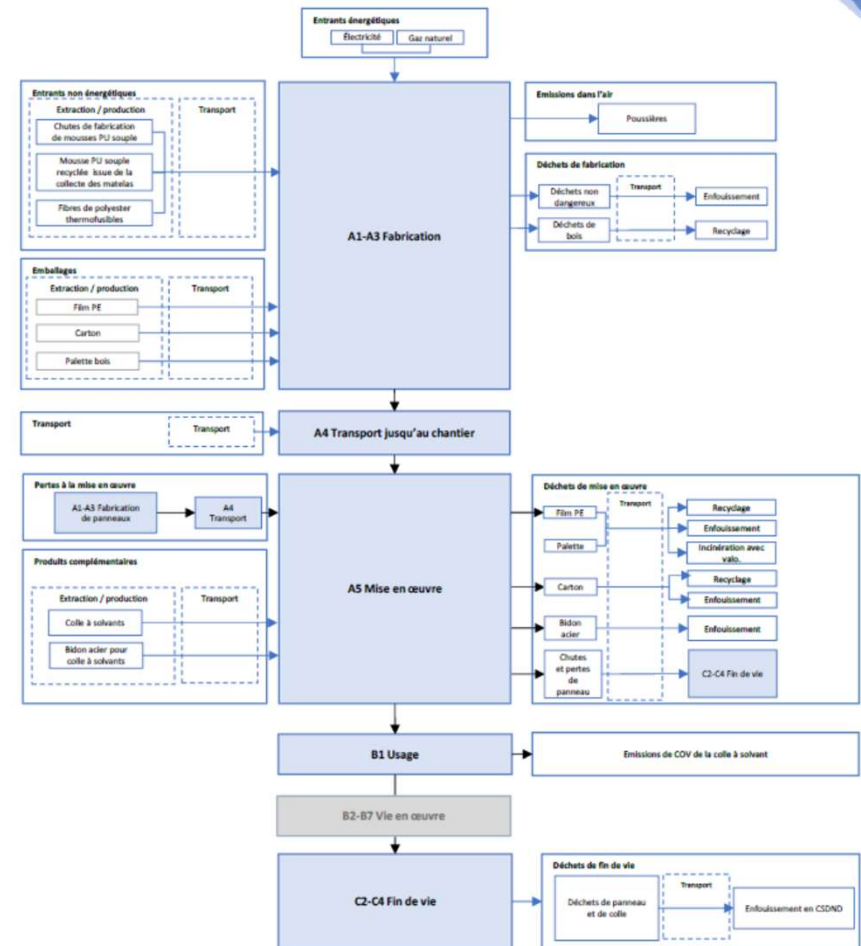 Entrants énergétiques
Électricité
Gaz naturel
Entrants non énergétiques
Extraction / production
Transport
Chutes de fabrication
de mousses PU souple
Mousse PU souple
recyclée issue de la
collecte des matelas
Fibres de polyester
thermofusibles
A1-A3 Fabrication
Emissions dans l'air
Poussières
Déchets de fabrication
Déchets non
dangereux
Transport
Enfouissement
Déchets de
bois
Recyclage
Emballages
Extraction / production
Transport
Film PE
Carton
Palette bois
Transport
Transport
A4 Transport jusqu'au chantier
Pertes à la mise en œuvre
A1-A3 Fabrication
de panneaux
A4
Transport
Produits complémentaires
Extraction / production
Transport
Colle à solvants
Bidon acier pour
colle à solvants
A5 Mise en œuvre
Déchets de mise en œuvre
Transport
Film PE
Palette
Recyclage
Enfouissement
Incinération avec
valo.
Carton
Recyclage
Enfouissement
Bidon
acier
Enfouissement
Chutes
et pertes
de
panneau
C2-C4 Fin de vie
B1 Usage
Emissions de COV de la colle à solvant
B2-B7 Vie en œuvre
C2-C4 Fin de vie
Déchets de fin de vie
Déchets de panneau
et de colle
Transport
Enfouissement en CSDND